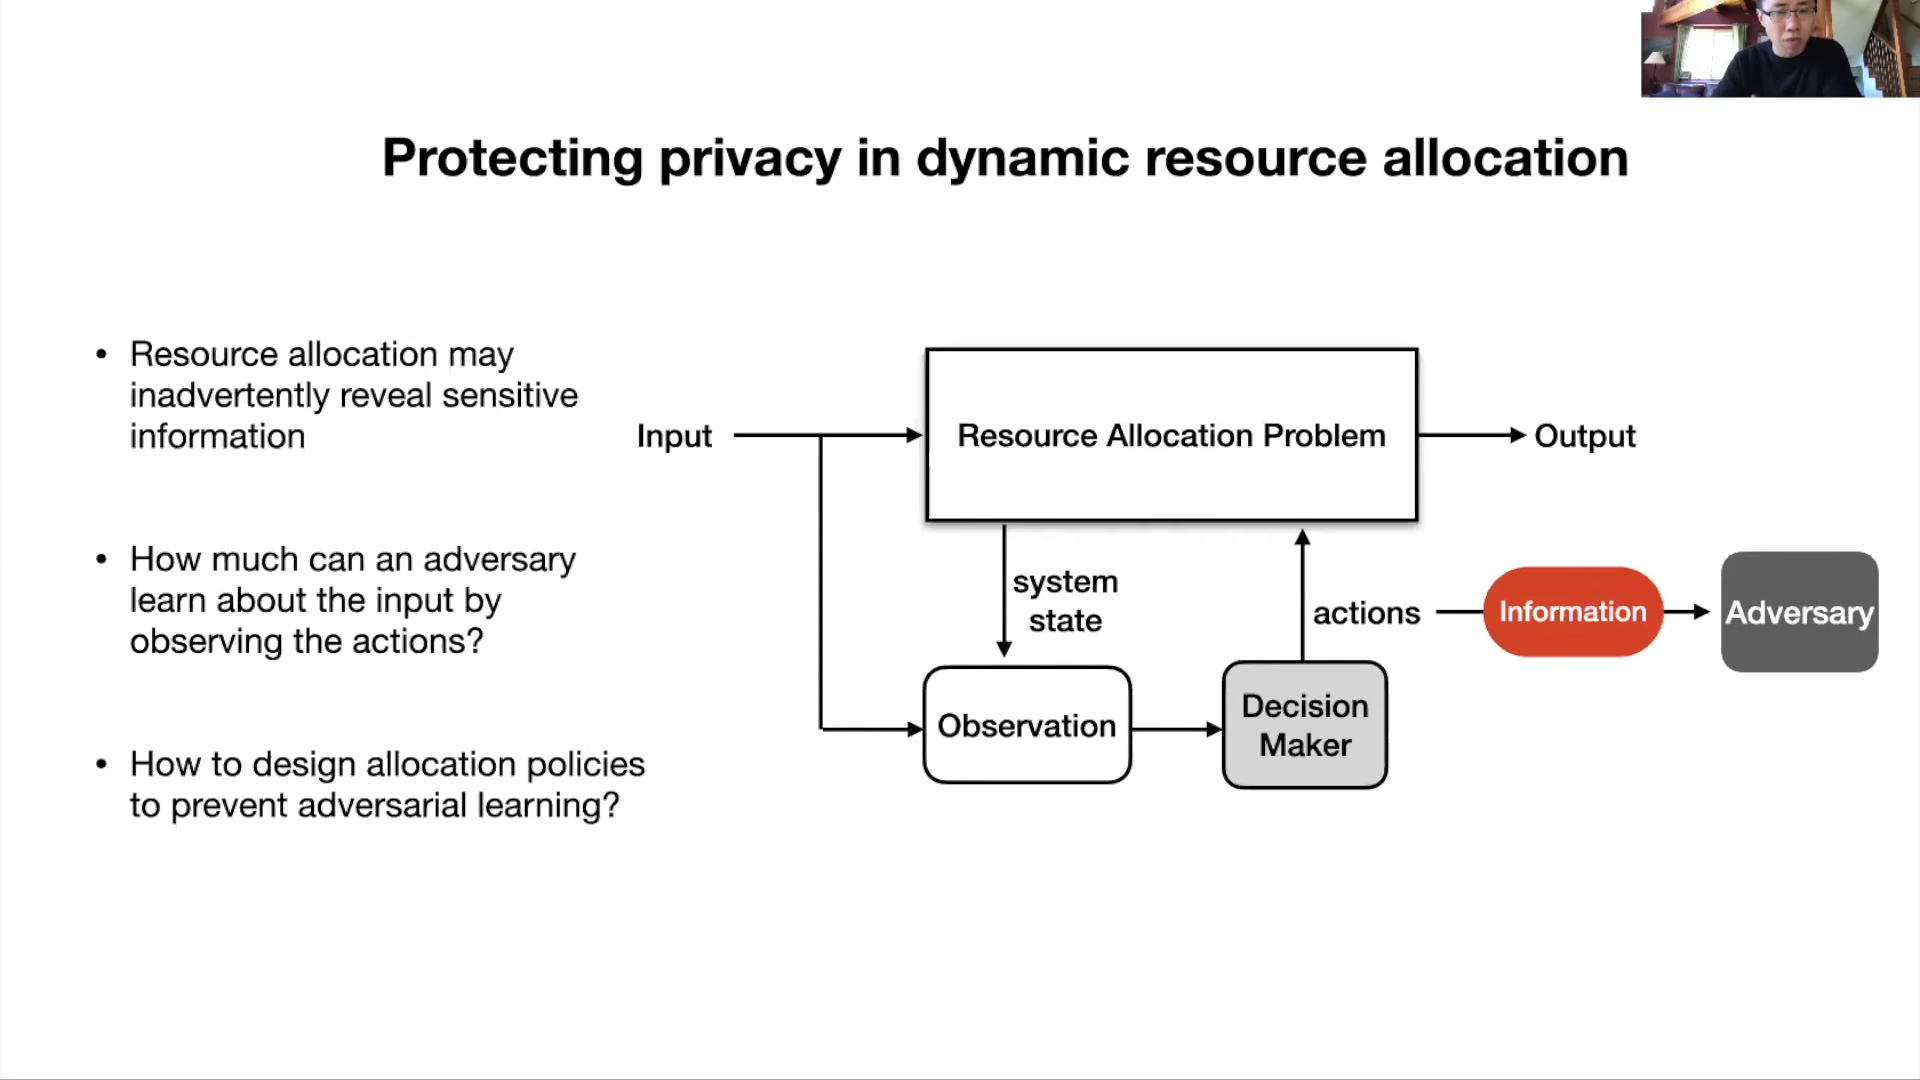 Protecting privacy in dynamic resource allocation
• Resource allocation may
inadvertently reveal sensitive
information
• How much can an adversary
learn about the input by
observing the actions?
• How to design allocation policies
to prevent adversarial learning?
Input
Resource Allocation Problem
Output
system
state
actions
Information
Adversary
Observation
Decision
Maker